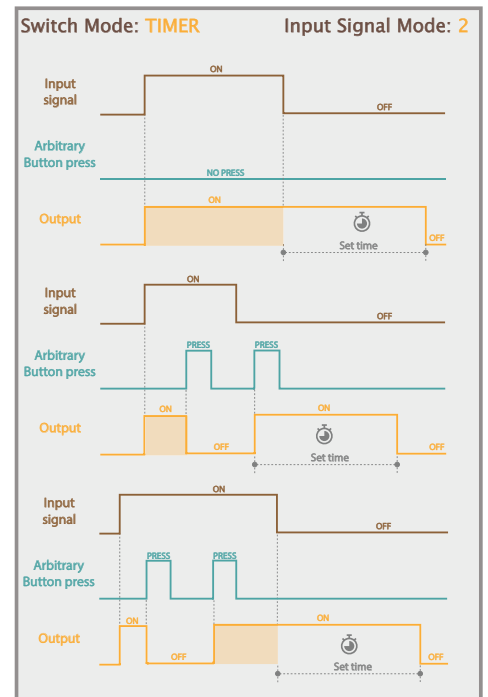 Switch Mode: TIMER
Input Signal Mode: 2
ON
Input
signal
OFF
Arbitrary
Button press
NO PRESS
ON
Output
Set time
OFF
ON
Input
signal
OFF
PRESS
PRESS
Arbitrary
Button press
ON
ON
Output
OFF
OFF
Set time
ON
Input
signal
OFF
PRESS
PRESS
Arbitrary
Button press
ON
ON
Output
OFF
OFF
Set time